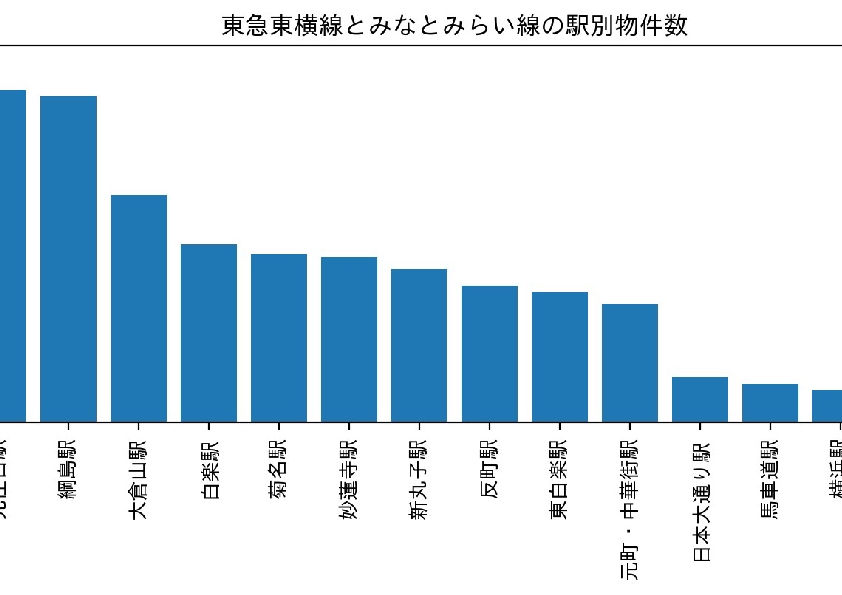 東急東横線とみなとみらい線の駅別物件数
綱島駅
大倉山駅
白楽駅
菊名駅
妙蓮寺駅
新丸子駅
反町駅
東白楽駅
元町・中華街駅
日本大通り駅
馬車道駅
横浜駅